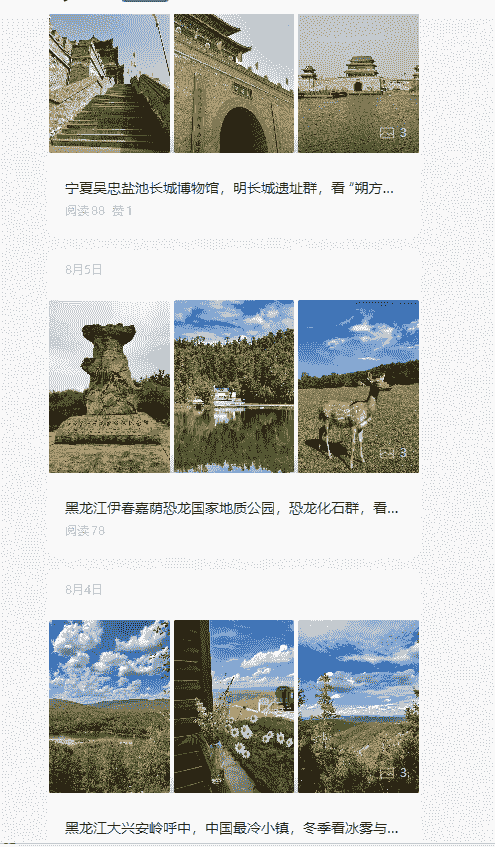 3
宁夏吴忠盐池长城博物馆，明长城遗址群，看“朔方...
阅读 88 赞 1
8月5日
3
黑龙江伊春嘉荫恐龙国家地质公园，恐龙化石群，看...
阅读 78
8月4日
3
黑龙江大兴安岭呼中，中国最冷小镇，冬季看冰雾与...